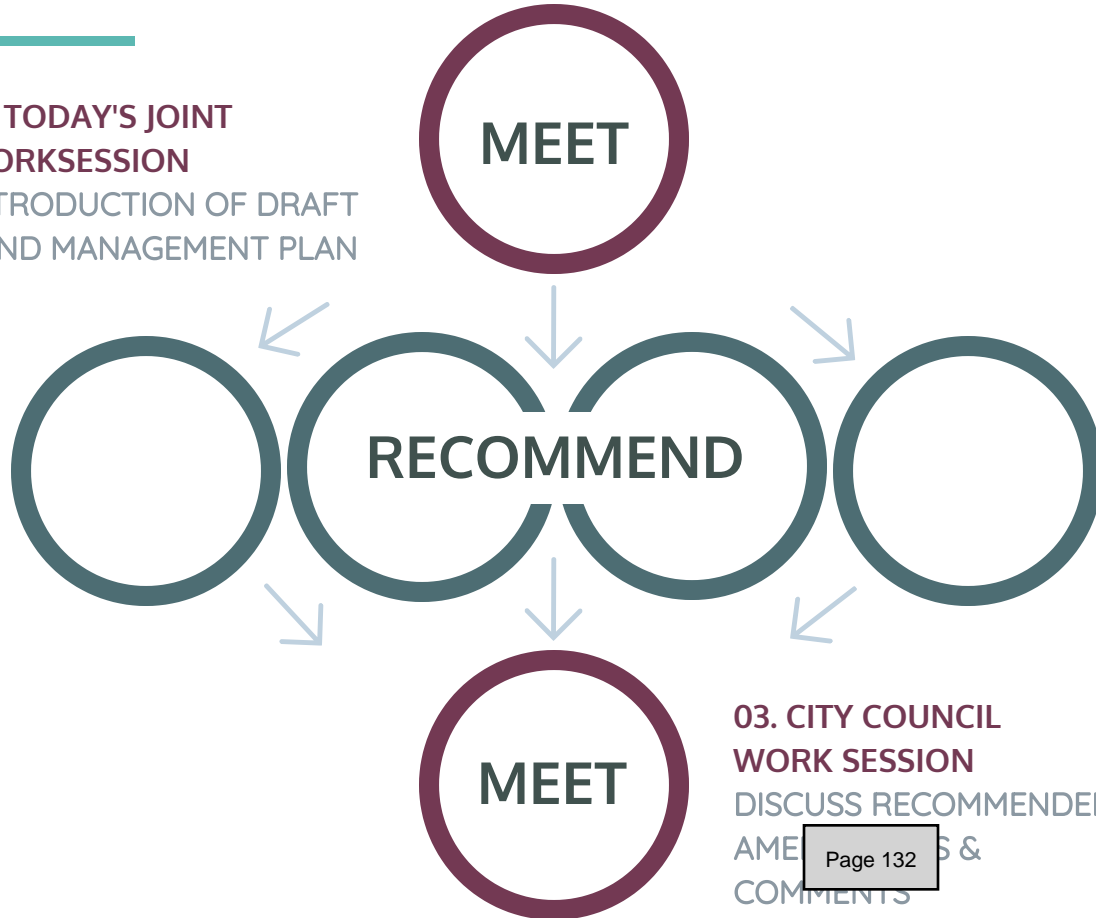 MEET
TODAY'S JOINT
ORKSESSION
TRODUCTION OF DRAFT
ND MANAGEMENT PLAN
RECOMMEND
MEET
03. CITY COUNCIL
WORK SESSION
DISCUSS RECOMMENDE
AME S &
Page 132
COMMENTS